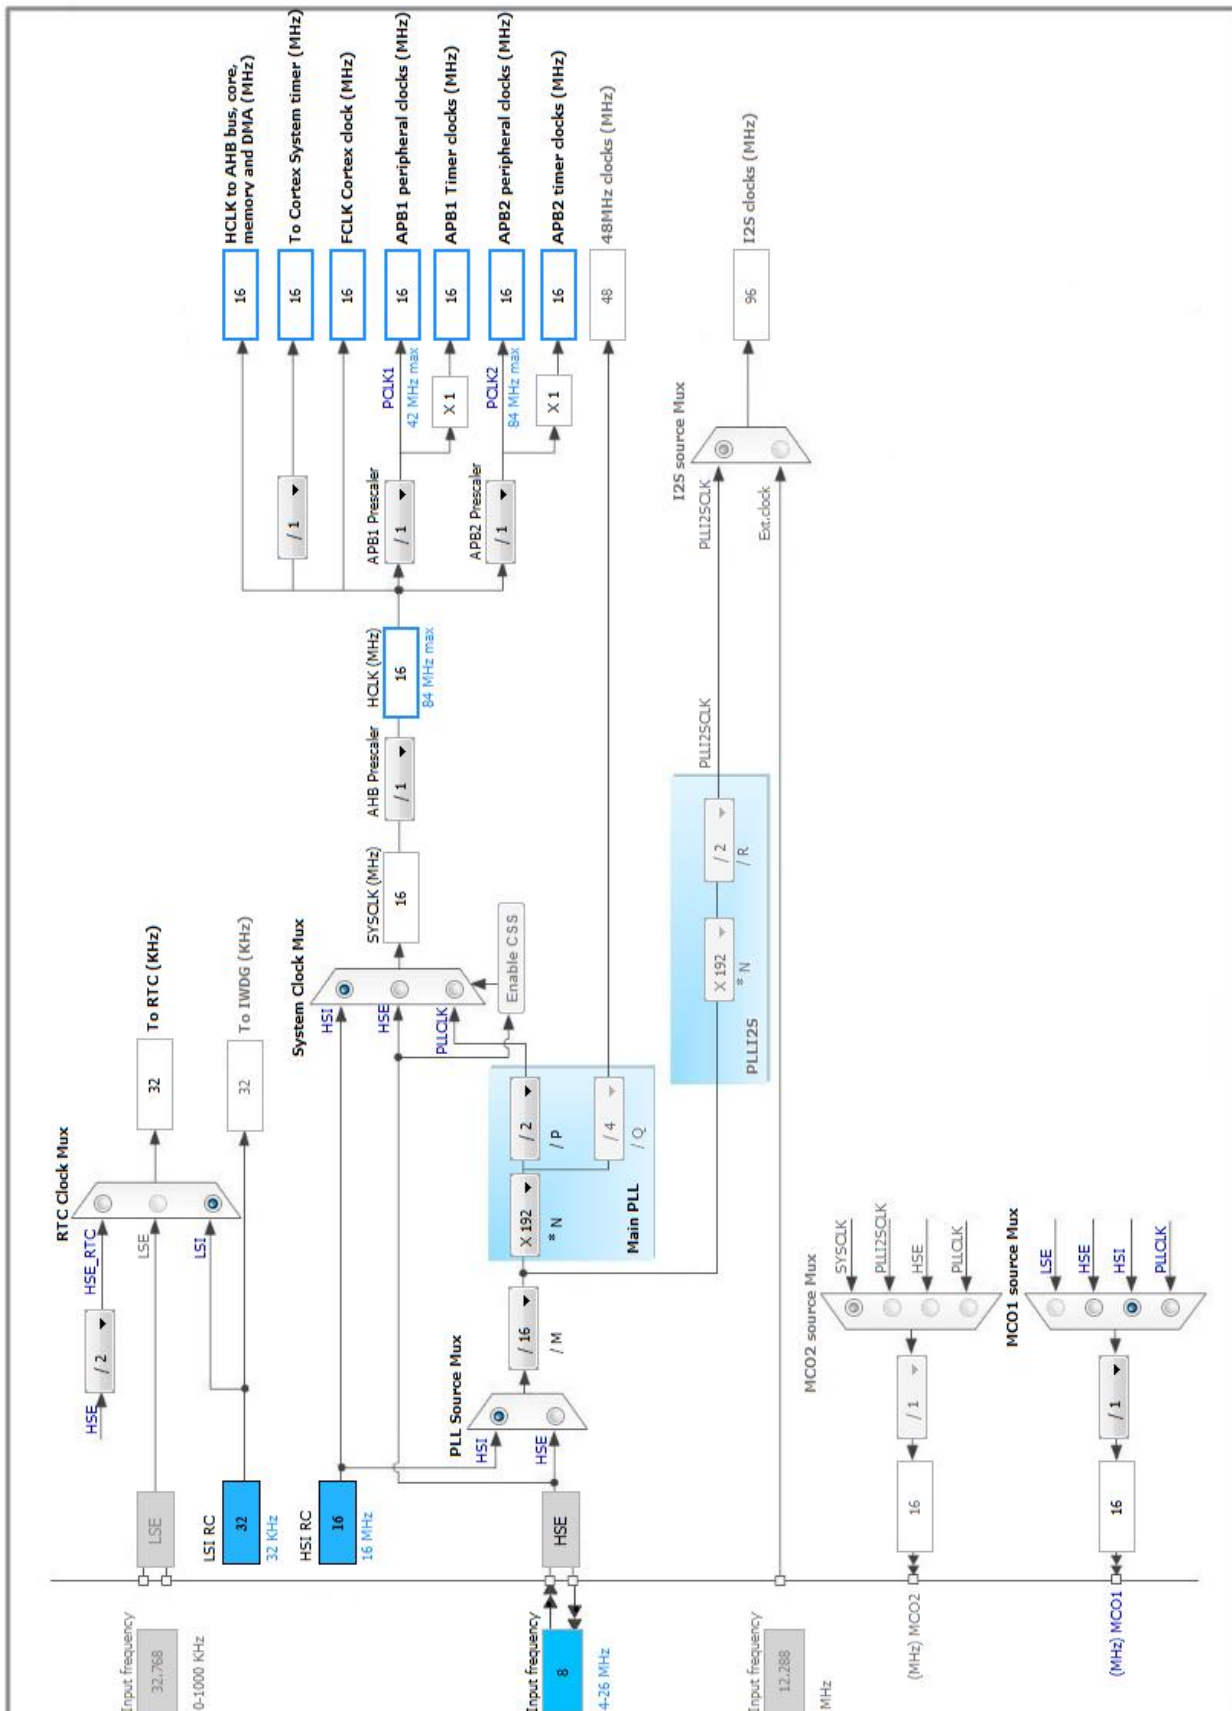 Input frequency
32.768
0-1000 KHz
LSE
HSE
/ 2
HSE_RTC
LSE
LSI
RTC Clock Mux
32
To RTC (KHz)
LSI RC
32
32 KHz
32
To IWDG (KHz)
HSI RC
16
16 MHz
System Clock Mux
HSI
HSE
PLLCLK
Enable CSS
SYSCLK (MHz)
16
AHB Prescaler
/ 1
HCLK (MHz)
16
84 MHz max
16
HCLK to AHB bus, core,
memory and DMA (MHz)
/ 1
16
To Cortex System timer (MHz)
16
FCLK Cortex clock (MHz)
APB1 Prescaler
/ 1
PCLK1
42 MHz max
16
APB1 peripheral clocks (MHz)
X 1
16
APB1 Timer clocks (MHz)
APB2 Prescaler
/ 1
PCLK2
84 MHz max
16
APB2 peripheral clocks (MHz)
X 1
16
APB2 timer clocks (MHz)
48
48MHz clocks (MHz)
Input frequency
8
4-26 MHz
HSE
PLL Source Mux
HSI
HSE
/ 16
/ M
X 192
* N
/ 2
/ P
/ 4
/ Q
Main PLL
PLLI2S
X 192
* N
/ 2
/ R
PLLI2SCLK
PLLI2SCLK
Ext.clock
I2S source Mux
96
I2S clocks (MHz)
Input frequency
12.288
MHz
MCO2 source Mux
SYSCLK
PLLI2SCLK
HSE
PLLCLK
/ 1
16
(MHz) MCO2
MCO1 source Mux
LSE
HSE
HSI
PLLCLK
/ 1
16
(MHz) MCO1